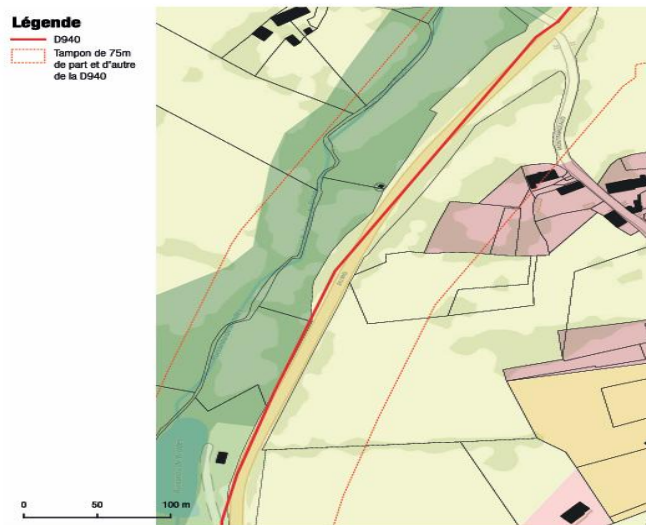 Légende
D940
Tampon de 75m
de part et d'autre
de la D940
0 50 100 m